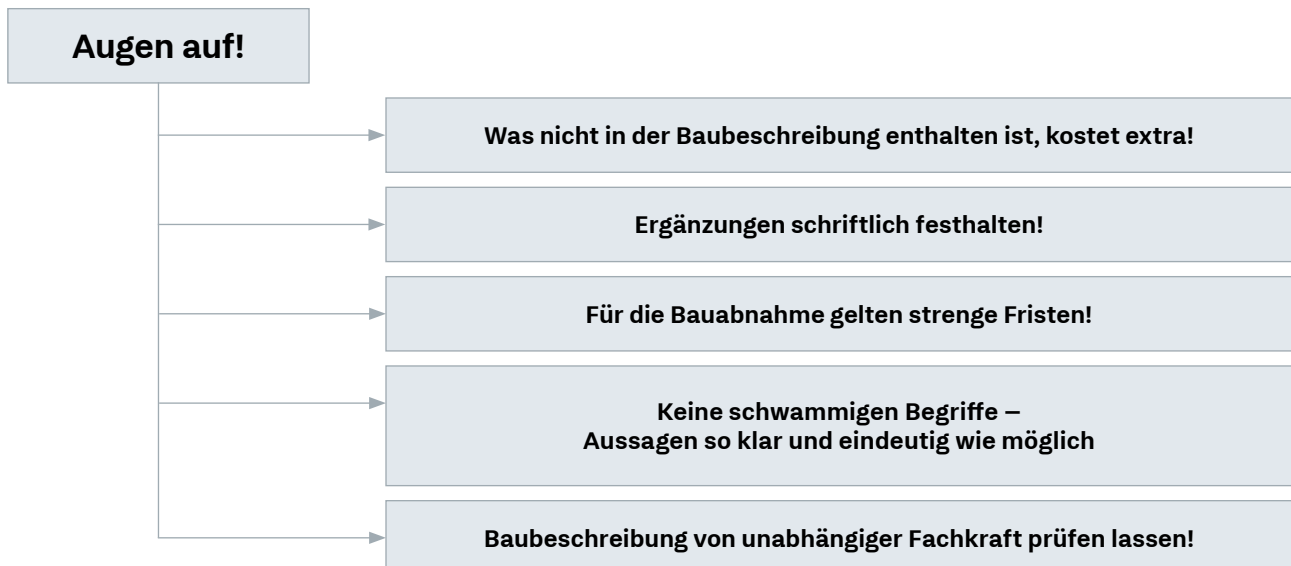 Augen auf!
Was nicht in der Baubeschreibung enthalten ist, kostet extra!
Ergänzungen schriftlich festhalten!
Für die Bauabnahme gelten strenge Fristen!
Keine schwammigen Begriffe –
Aussagen so klar und eindeutig wie möglich
Baubeschreibung von unabhängiger Fachkraft prüfen lassen!